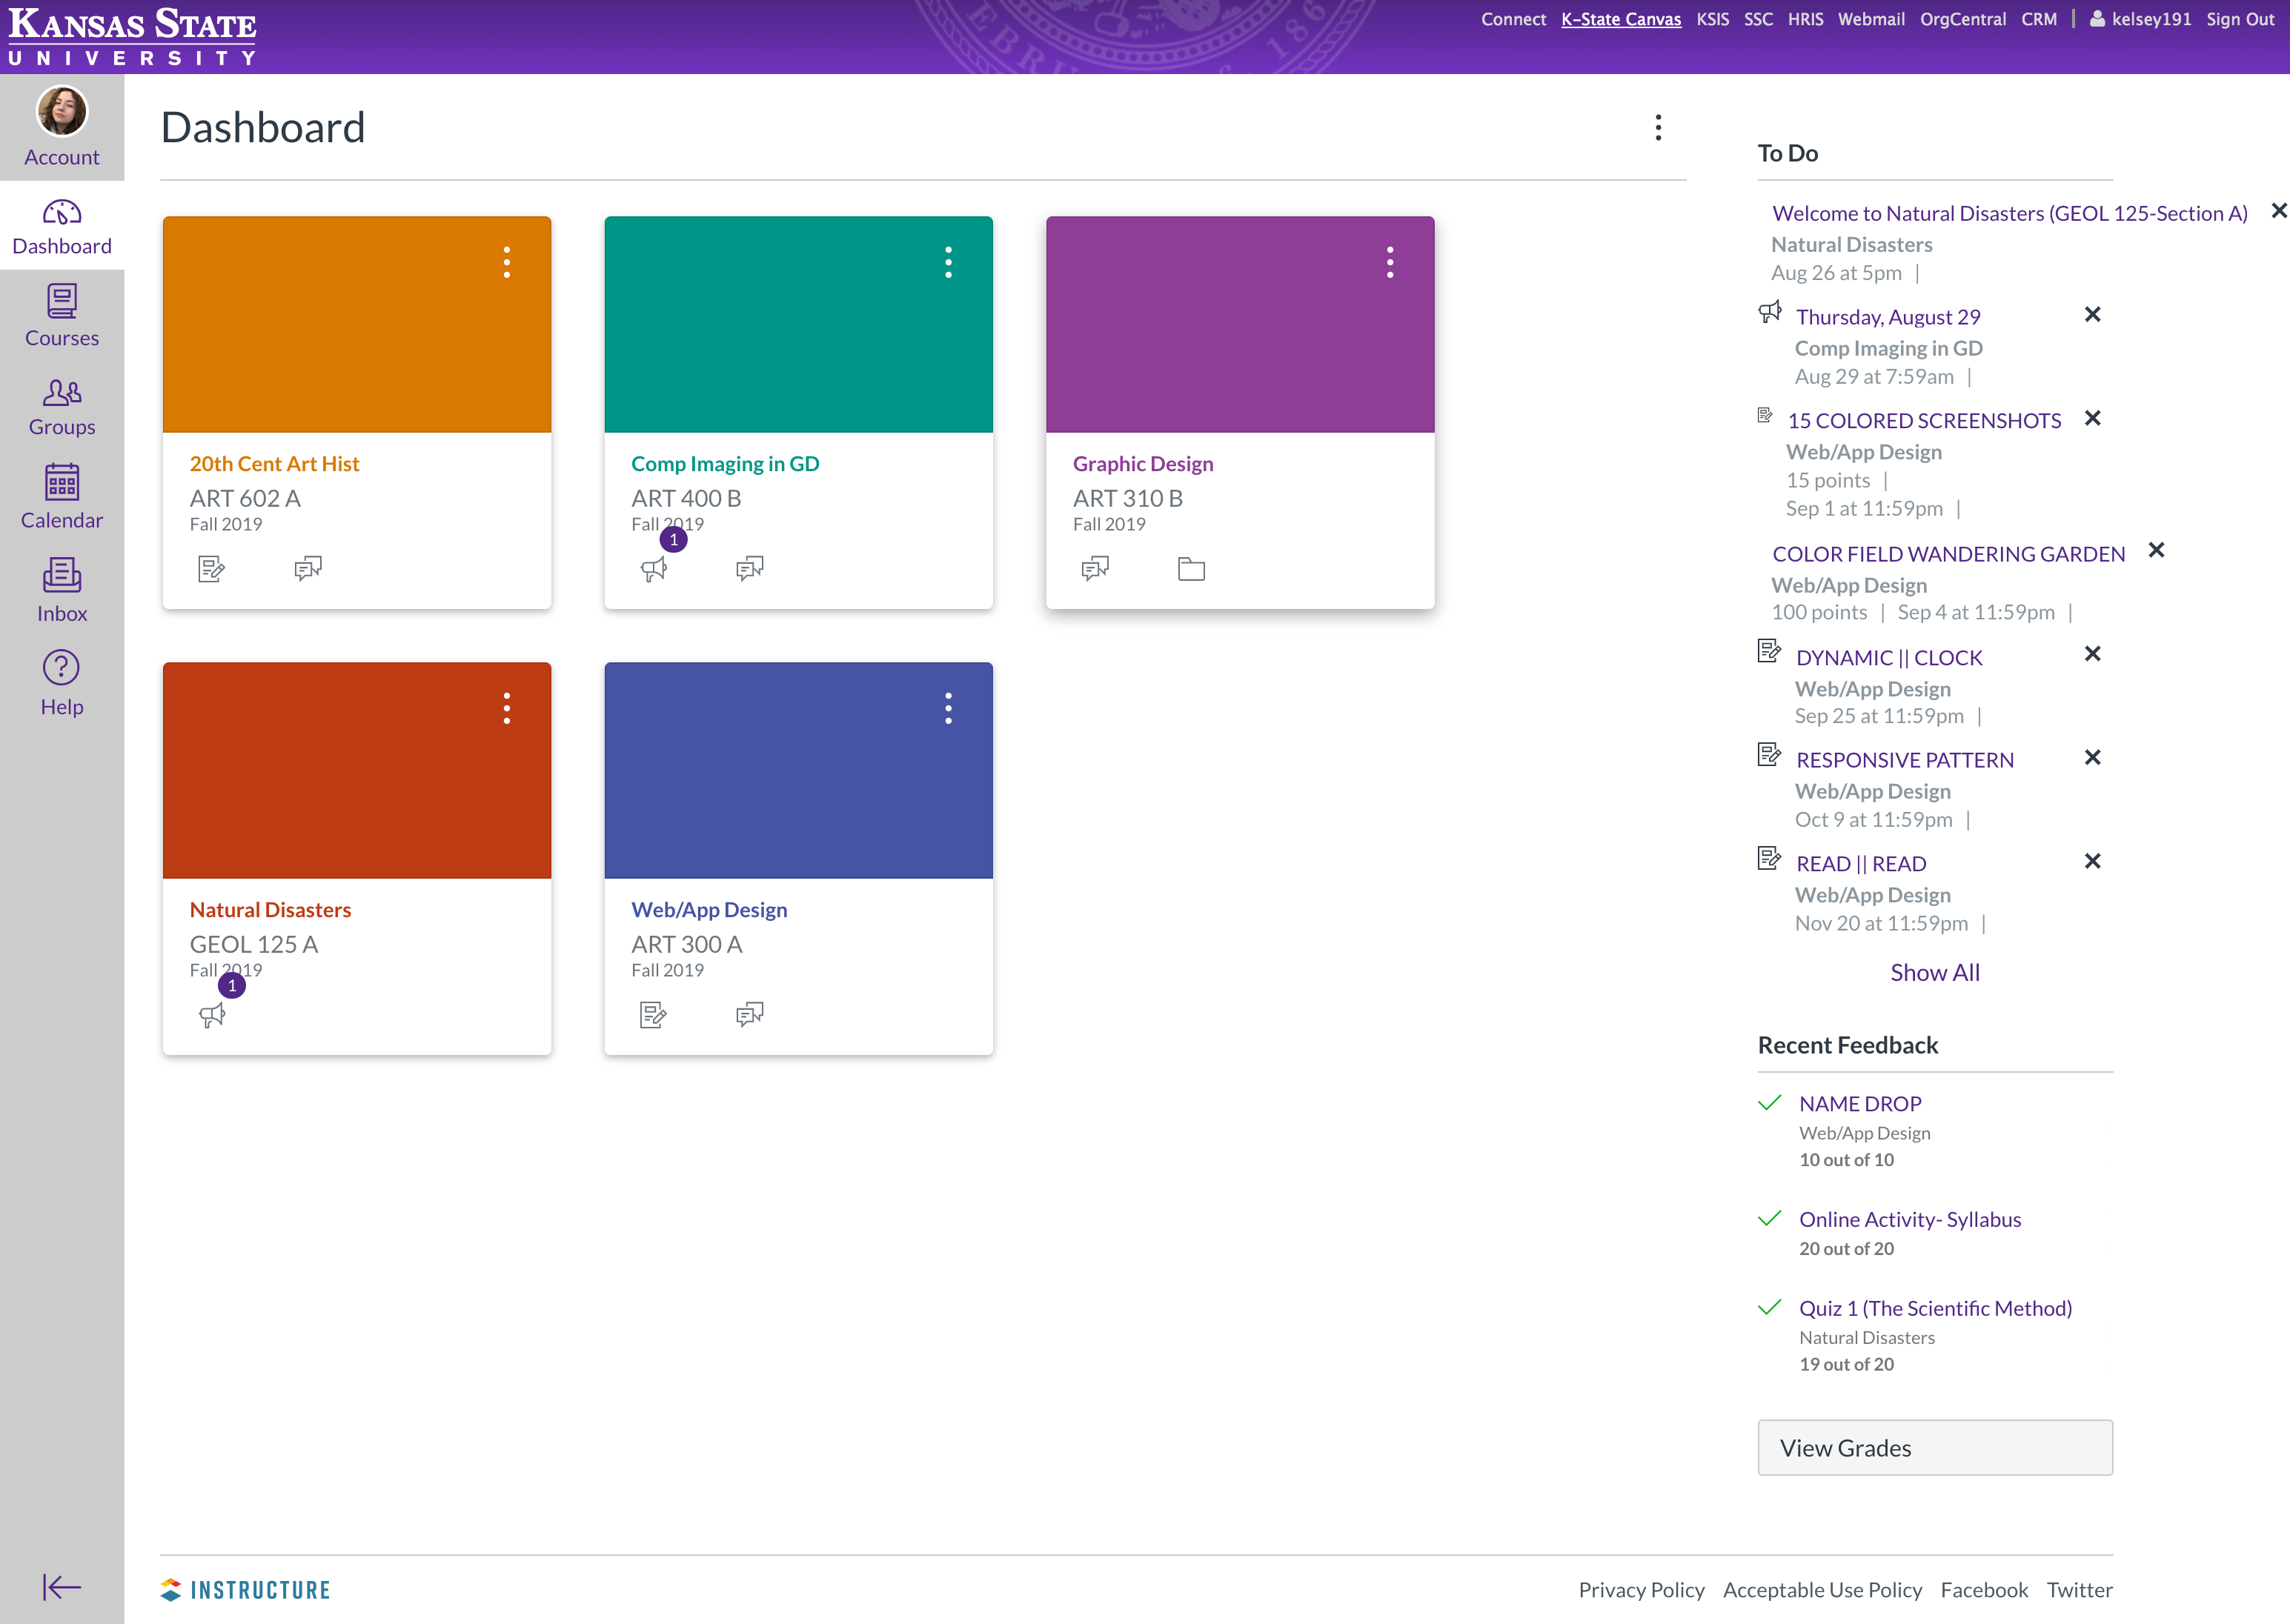 KANSAS STATE
UNIVERSITY
Connect K-State Canvas KSIS SSC HRIS Webmail OrgCentral CRM | kelsey191 Sign Out
Account
Dashboard
Courses
Groups
Calendar
Inbox
Help
Dashboard
20th Cent Art Hist
ART 602 A
Fall 2019
Comp Imaging in GD
ART 400 B
Fall 2019
1
Graphic Design
ART 310 B
Fall 2019
Natural Disasters
GEOL 125 A
Fall 2019
1
Web/App Design
ART 300 A
Fall 2019
To Do
Welcome to Natural Disasters (GEOL 125-Section A)
Natural Disasters
Aug 26 at 5pm |
Thursday, August 29
Comp Imaging in GD
Aug 29 at 7:59am |
15 COLORED SCREENSHOTS
Web/App Design
15 points |
Sep 1 at 11:59pm |
COLOR FIELD WANDERING GARDEN
Web/App Design
100 points | Sep 4 at 11:59pm |
DYNAMIC || CLOCK
Web/App Design
Sep 25 at 11:59pm |
RESPONSIVE PATTERN
Web/App Design
Oct 9 at 11:59pm |
READ || READ
Web/App Design
Nov 20 at 11:59pm |
Show All
Recent Feedback
NAME DROP
Web/App Design
10 out of 10
Online Activity- Syllabus
20 out of 20
Quiz 1 (The Scientific Method)
Natural Disasters
19 out of 20
View Grades
INSTRUCTURE
Privacy Policy Acceptable Use Policy Facebook Twitter